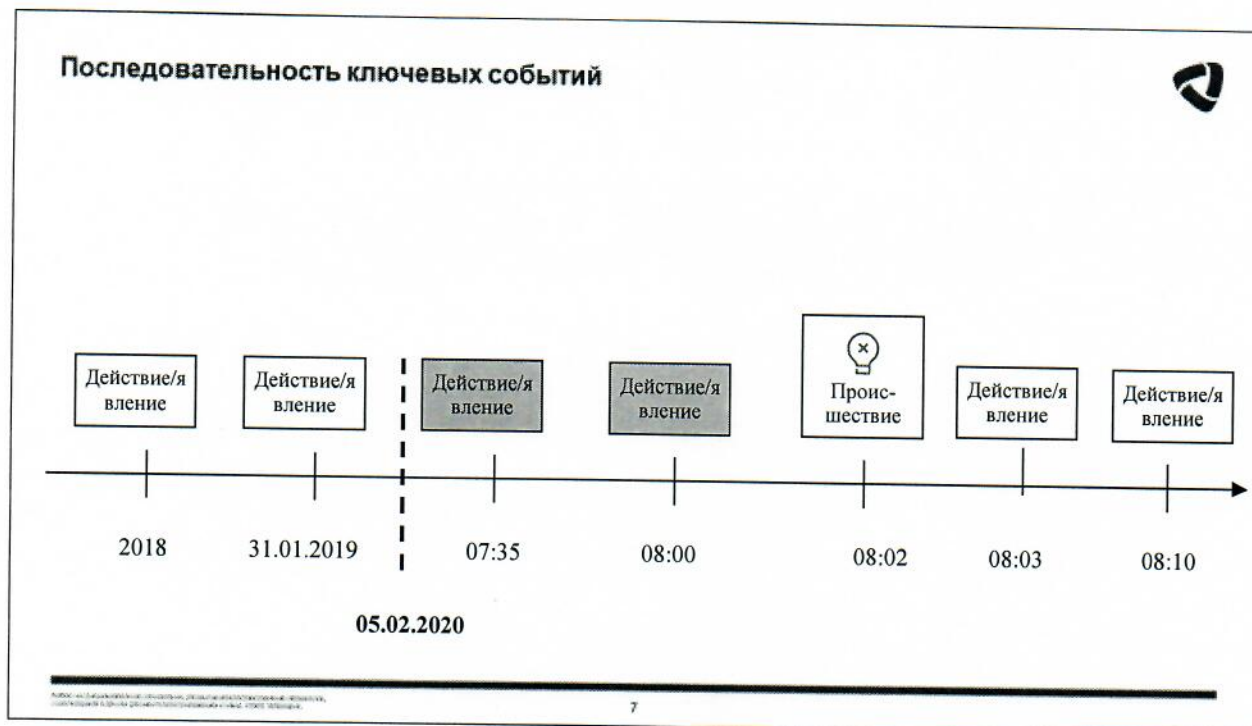 Последовательность ключевых событий
Действие/я
вление
Действие/я
вление
Действие/я
вление
Действие/я
вление
Проис-
шествие
Действие/я
вление
Действие/я
вление
2018
31.01.2019
07:35
08:00
08:02
08:03
08:10
05.02.2020
7